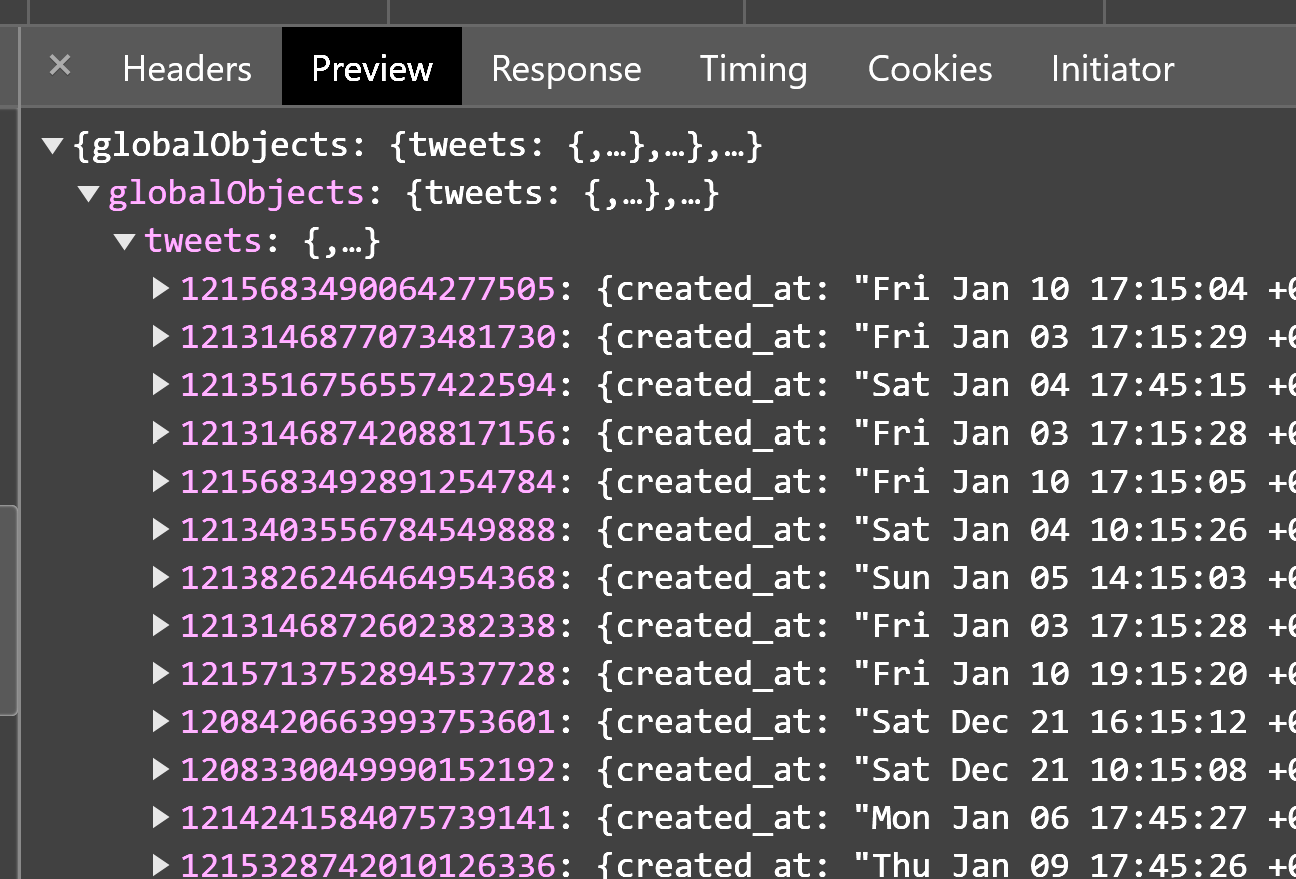 × Headers Preview Response Timing Cookies Initiator
▼{globalObjects: {tweets: {,…},…},…}
▼globalObjects: {tweets: {,…},…}
▼tweets: {,…}
▶1215683490064277505: {created_at: "Fri Jan 10 17:15:04 +0
▶1213146877073481730: {created_at: "Fri Jan 03 17:15:29 +0
▶1213516756557422594: {created_at: "Sat Jan 04 17:45:15 +0
▶1213146874208817156: {created_at: "Fri Jan 03 17:15:28 +0
▶1215683492891254784: {created_at: "Fri Jan 10 17:15:05 +0
▶1213403556784549888: {created_at: "Sat Jan 04 10:15:26 +0
▶1213826246464954368: {created_at: "Sun Jan 05 14:15:03 +0
▶1213146872602382338: {created_at: "Fri Jan 03 17:15:28 +0
▶1215713752894537728: {created_at: "Fri Jan 10 19:15:20 +0
▶1208420663993753601: {created_at: "Sat Dec 21 16:15:12 +0
▶1208330049990152192: {created_at: "Sat Dec 21 10:15:08 +0
▶1214241584075739141: {created_at: "Mon Jan 06 17:45:27 +0
▶1215328742010126336: {created_at: "Thu Jan 09 17:45:26 +0